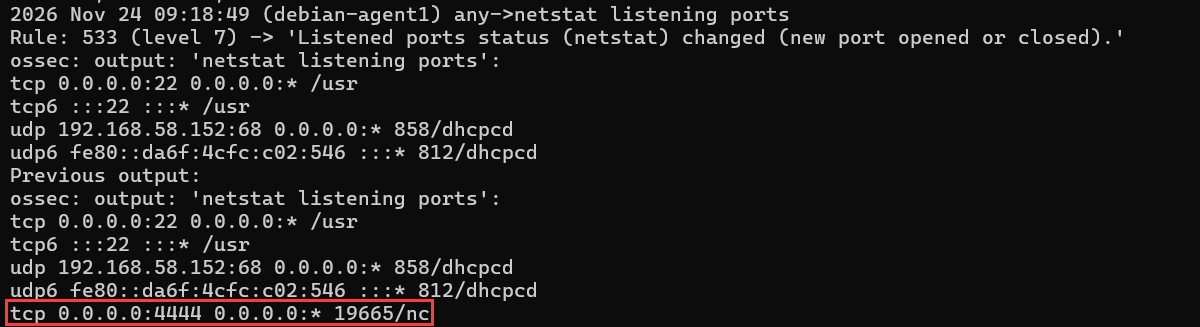 2026 Nov 24 09:18:49 (debian-agent1) any->netstat listening ports
Rule: 533 (level 7) -> 'Listened ports status (netstat) changed (new port opened or closed).'
ossec: output: 'netstat listening ports':
tcp 0.0.0.0:22 0.0.0.0:* /usr
tcp6 :::22 :::* /usr
udp 192.168.58.152:68 0.0.0.0:* 858/dhcpcd
udp6 fe80::da6f:4cfc:c02:546 :::* 812/dhcpcd
Previous output:
ossec: output: 'netstat listening ports':
tcp 0.0.0.0:22 0.0.0.0:* /usr
tcp6 :::22 :::* /usr
udp 192.168.58.152:68 0.0.0.0:* 858/dhcpcd
udp6 fe80::da6f:4cfc:c02:546 :::* 812/dhcpcd
tcp 0.0.0.0:4444 0.0.0.0:* 19665/nc